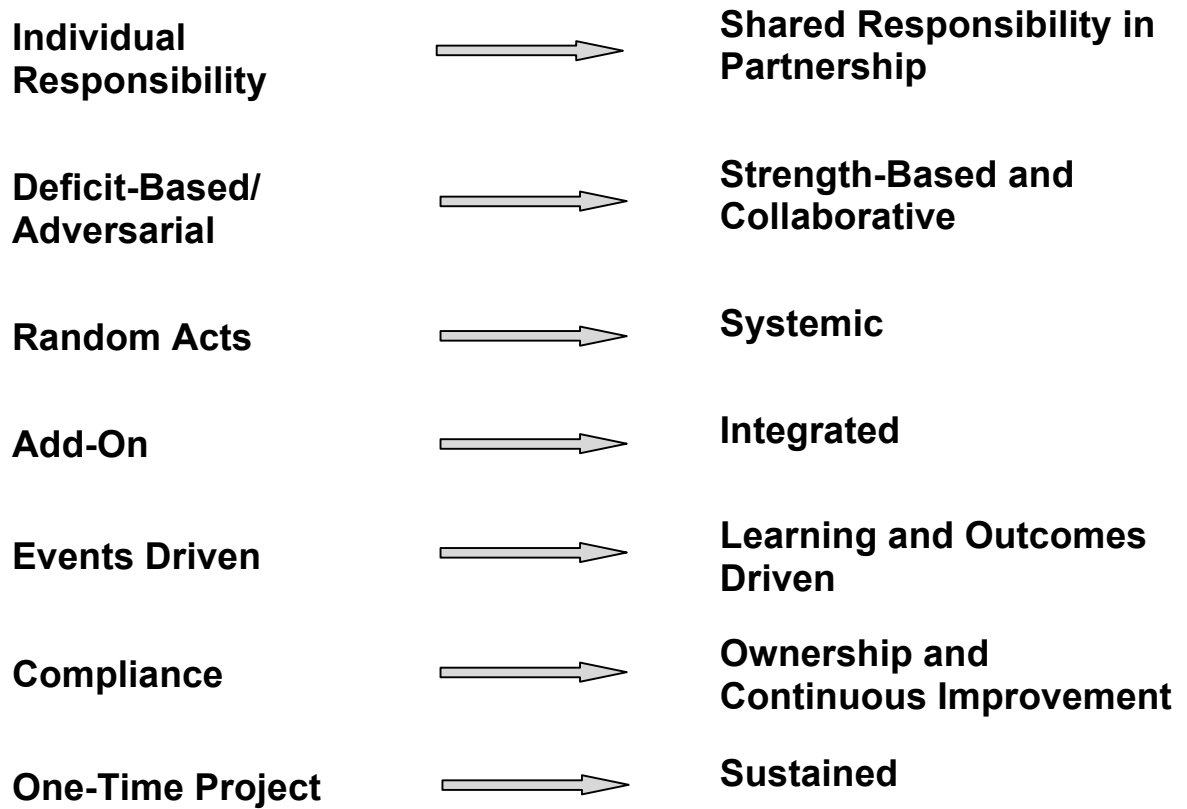 Individual
Responsibility
Shared Responsibility in
Partnership
Deficit-Based/
Adversarial
Strength-Based and
Collaborative
Random Acts
Systemic
Add-On
Integrated
Events Driven
Learning and Outcomes
Driven
Compliance
Ownership and
Continuous Improvement
One-Time Project
Sustained